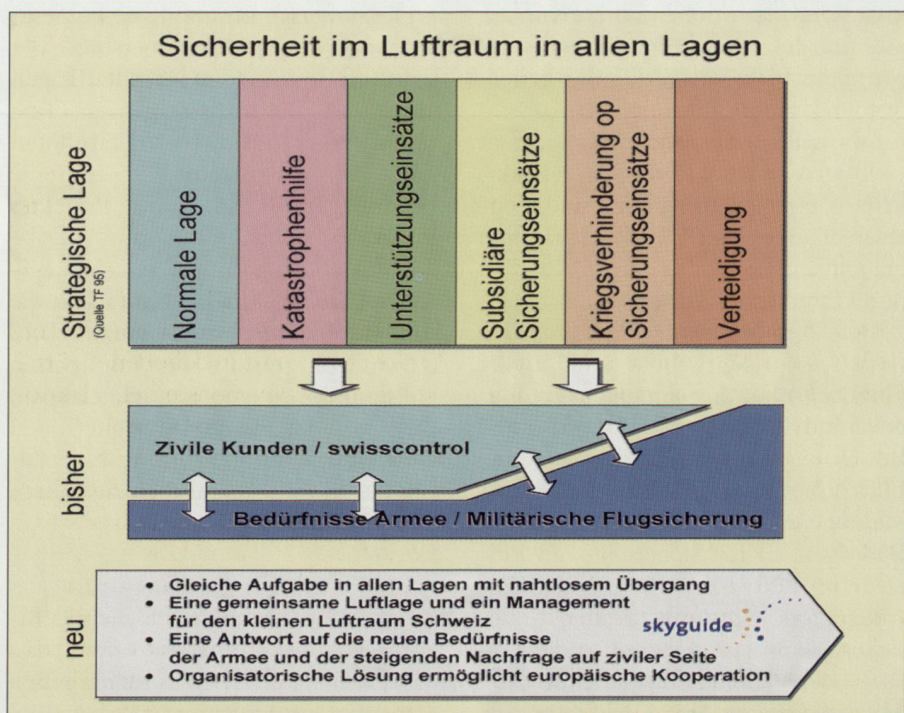 Sicherheit im Luftraum in allen Lagen
Strategische Lage
(Quelle TF 95)
Normale Lage
Katastrophenhilfe
Unterstützungseinsätze
Subsidiäre
Sicherungseinsätze
Kriegsverhinderung op
Sicherungseinsätze
Verteidigung
bisher
Zivile Kunden / swisscontrol
Bedürfnisse Armee / Militärische Flugsicherung
neu
• Gleiche Aufgabe in allen Lagen mit nahtlosem Übergang
• Eine gemeinsame Luftlage und ein Management
für den kleinen Luftraum Schweiz
• Eine Antwort auf die neuen Bedürfnisse
der Armee und der steigenden Nachfrage auf ziviler Seite
• Organisatorische Lösung ermöglicht europäische Kooperation
skyguide